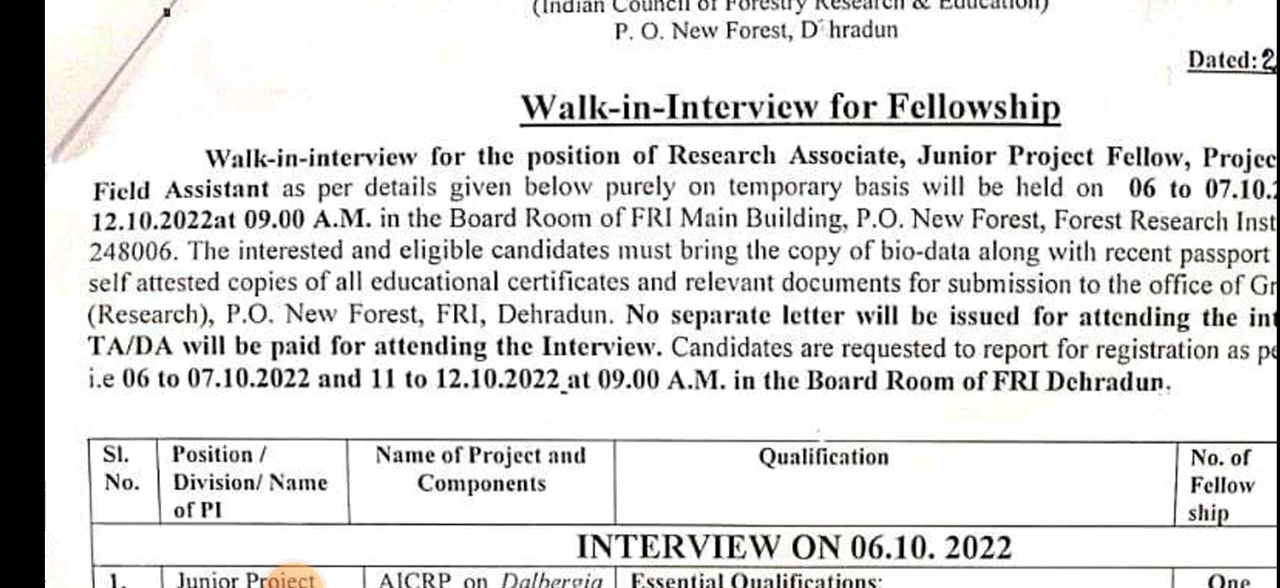 (Indian Council of Forestry Research & Education)
P. O. New Forest, D hradun
Dated:
Walk-in-Interview for Fellowship
Walk-in-interview for the position of Research Associate, Junior Project Fellow, Projec
Field Assistant as per details given below purely on temporary basis will be held on 06 to 07.10.2
12.10.2022at 09.00 A.M. in the Board Room of FRI Main Building, P.O. New Forest, Forest Research Inst
248006. The interested and eligible candidates must bring the copy of bio-data along with recent passport
self attested copies of all educational certificates and relevant documents for submission to the office of Gr
(Research), P.O. New Forest, FRI, Dehradun. No separate letter will be issued for attending the int
TA/DA will be paid for attending the Interview. Candidates are requested to report for registration as pe
i.e 06 to 07.10.2022 and 11 to 12.10.2022 at 09.00 A.M. in the Board Room of FRI Dehradun.
Sl. No.
Position / Division/ Name of PI
Name of Project and Components
Qualification
No. of Fellow ship
INTERVIEW ON 06.10. 2022
1.
Junior Project
AICRP on Dalbergia
Essential Qualifications:
One